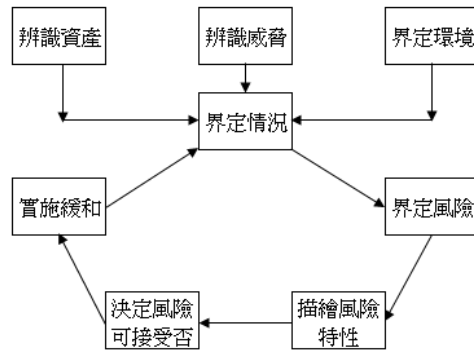 辨識資產
辨識威脅
界定環境
界定情況
實施緩和
界定風險
決定風險
可接受否
描繪風險
特性